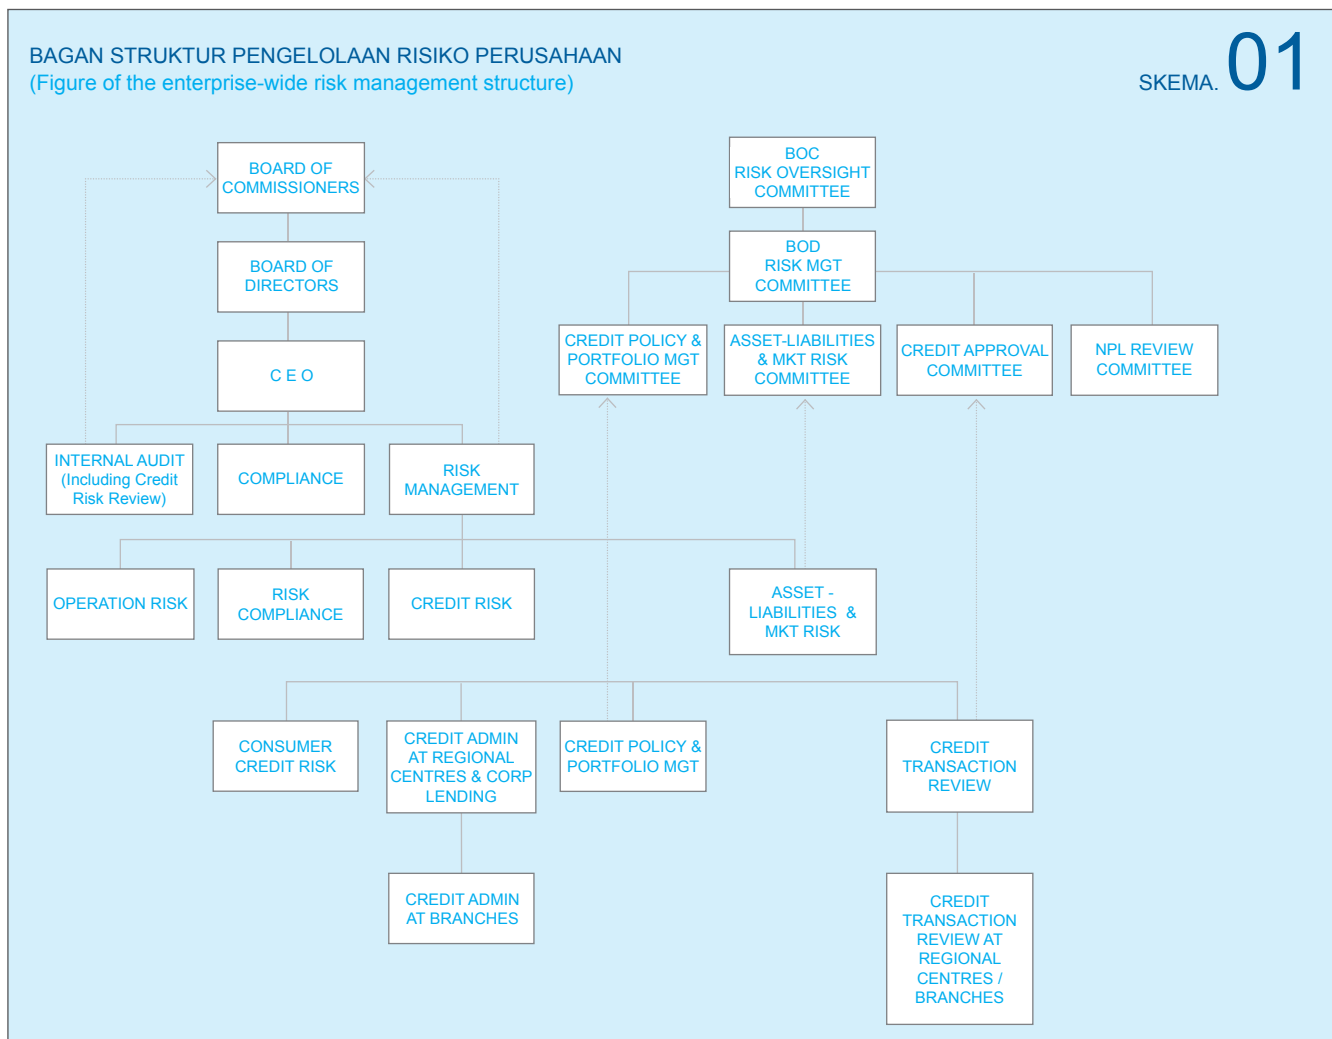 BAGAN STRUKTUR PENGELOLAAN RISIKO PERUSAHAAN
(Figure of the enterprise-wide risk management structure)
SKEMA. 01
BOARD OF
COMMISSIONERS
BOARD OF
DIRECTORS
C E O
INTERNAL AUDIT
(Including Credit
Risk Review)
COMPLIANCE
RISK
MANAGEMENT
BOC
RISK OVERSIGHT
COMMITTEE
BOD
RISK MGT
COMMITTEE
CREDIT POLICY &
PORTFOLIO MGT
COMMITTEE
ASSET-LIABILITIES
& MKT RISK
COMMITTEE
CREDIT APPROVAL
COMMITTEE
NPL REVIEW
COMMITTEE
OPERATION RISK
RISK
COMPLIANCE
CREDIT RISK
ASSET -
LIABILITIES &
MKT RISK
CONSUMER
CREDIT RISK
CREDIT ADMIN
AT REGIONAL
CENTRES & CORP
LENDING
CREDIT POLICY &
PORTFOLIO MGT
CREDIT
TRANSACTION
REVIEW
CREDIT ADMIN
AT BRANCHES
CREDIT
TRANSACTION
REVIEW AT
REGIONAL
CENTRES /
BRANCHES